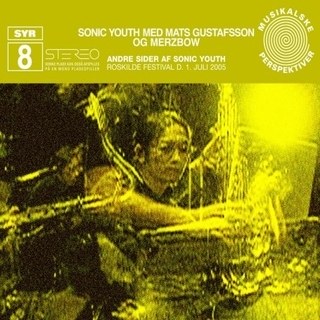 SYR
8
STEREO
SONIC YOUTH MED MATS GUSTAFSSON
OG MERZBOW
ANDRE SIDER AF SONIC YOUTH
ROSKILDE FESTIVAL D. 1. JULI 2005
MUSIKALSKE
PERSPEKTIVER